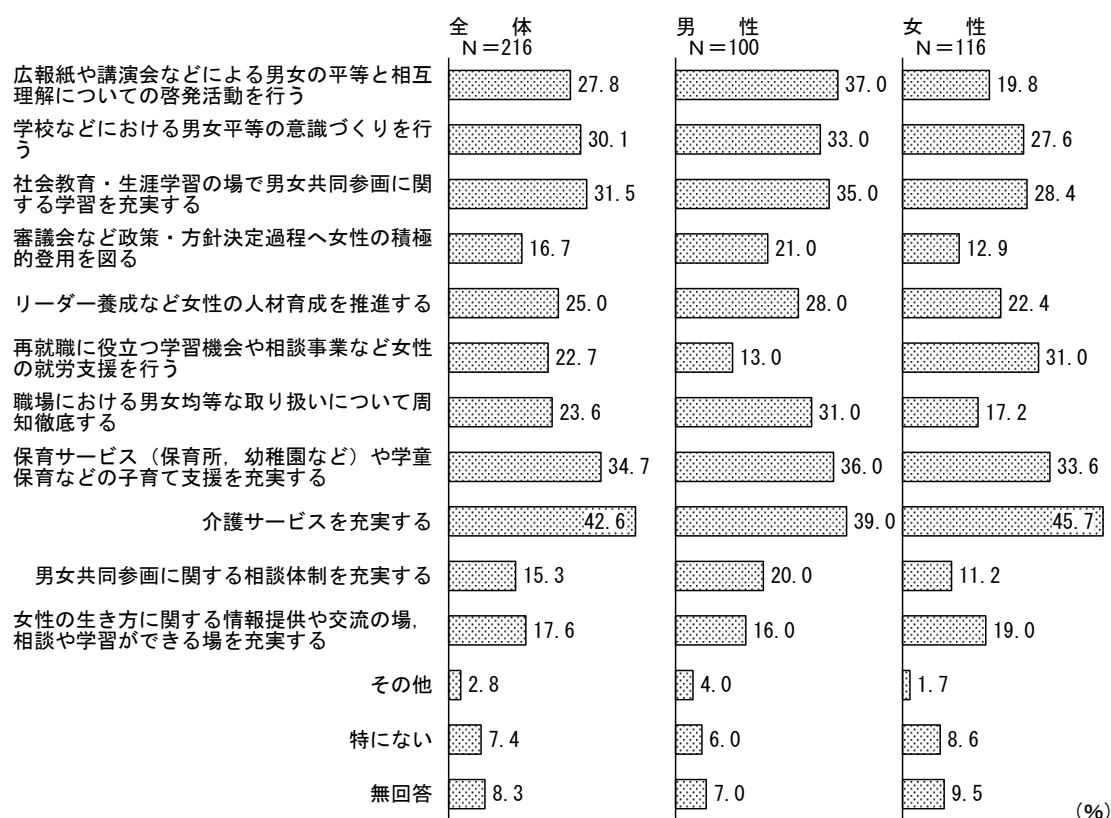 全　体　男　性　女　性
N＝216　N＝100　N＝116
広報紙や講演会などによる男女の平等と相互
理解についての啓発活動を行う
27.8　37.0　19.8
学校などにおける男女平等の意識づくりを行
う
30.1　33.0　27.6
社会教育・生涯学習の場で男女共同参画に関
する学習を充実する
31.5　35.0　28.4
審議会など政策・方針決定過程へ女性の積極
的登用を図る
16.7　21.0　12.9
リーダー養成など女性の人材育成を推進する　25.0　28.0　22.4
再就職に役立つ学習機会や相談事業など女性
の就労支援を行う
22.7　13.0　31.0
職場における男女均等な取り扱いについて周
知徹底する
23.6　31.0　17.2
保育サービス（保育所，幼稚園など）や学童
保育などの子育て支援を充実する
34.7　36.0　33.6
介護サービスを充実する　42.6　39.0　45.7
男女共同参画に関する相談体制を充実する　15.3　20.0　11.2
女性の生き方に関する情報提供や交流の場，
相談や学習ができる場を充実する
17.6　16.0　19.0
その他　2.8　4.0　1.7
特にない　7.4　6.0　8.6
無回答　8.3　7.0　9.5
(%)